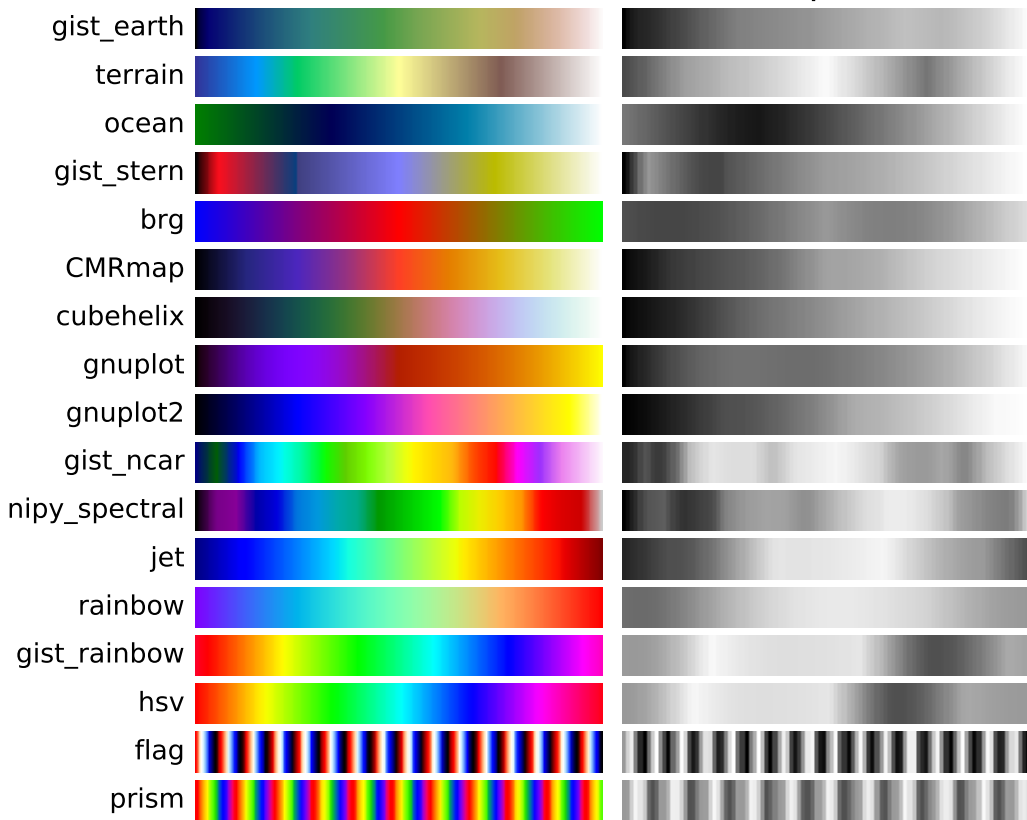 gist_earth
terrain
ocean
gist_stern
brg
CMRmap
cubehelix
gnuplot
gnuplot2
gist_ncar
nipy_spectral
jet
rainbow
gist_rainbow
hsv
flag
prism